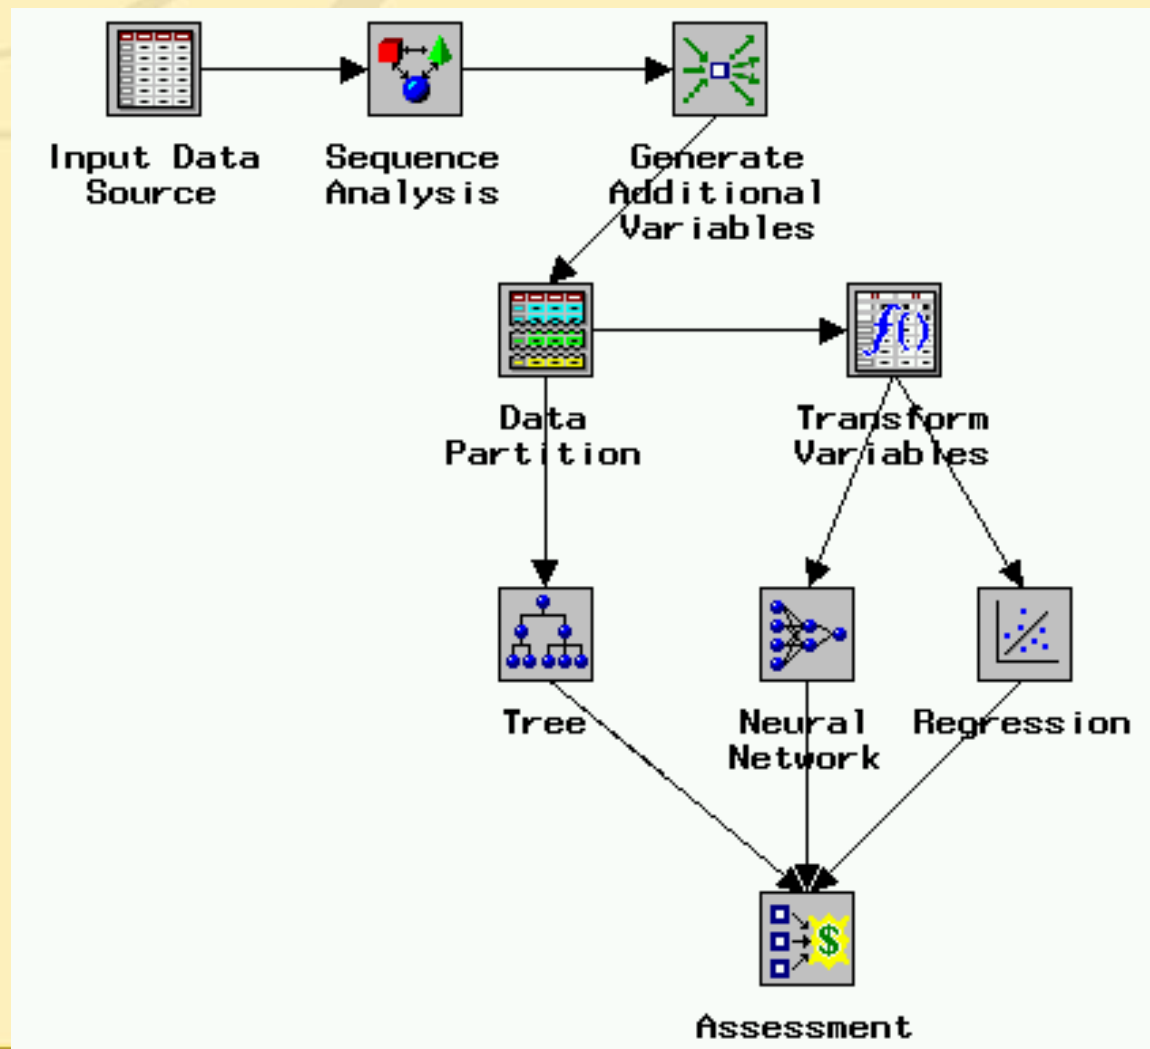 Input Data
Source
Sequence
Analysis
Generate
Additional
Variables
Data
Partition
f()
Transform
Variables
Tree
Neural
Network
Regression
$
Assessment